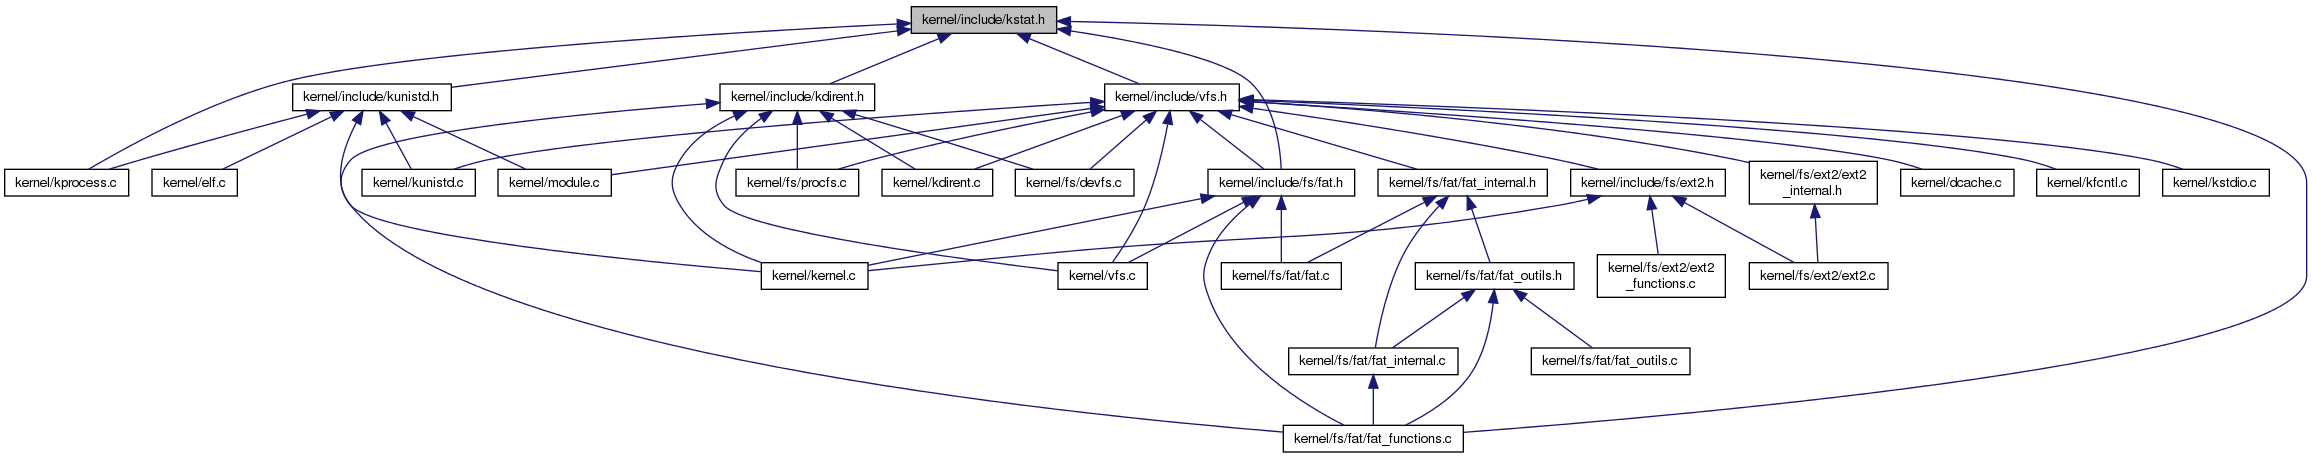 kernel/include/kstat.h
kernel/include/kunistd.h
kernel/include/kdirent.h
kernel/include/vfs.h
kernel/kprocess.c
kernel/elf.c
kernel/kunistd.c
kernel/module.c
kernel/fs/procfs.c
kernel/kdirent.c
kernel/fs/devfs.c
kernel/include/fs/fat.h
kernel/fs/fat/fat_internal.h
kernel/include/fs/ext2.h
kernel/fs/ext2/ext2
_internal.h
kernel/dcache.c
kernel/kfcntl.c
kernel/kstdio.c
kernel/kernel.c
kernel/vfs.c
kernel/fs/fat/fat.c
kernel/fs/fat/fat_outils.h
kernel/fs/ext2/ext2
_functions.c
kernel/fs/ext2/ext2.c
kernel/fs/fat/fat_internal.c
kernel/fs/fat/fat_outils.c
kernel/fs/fat/fat_functions.c